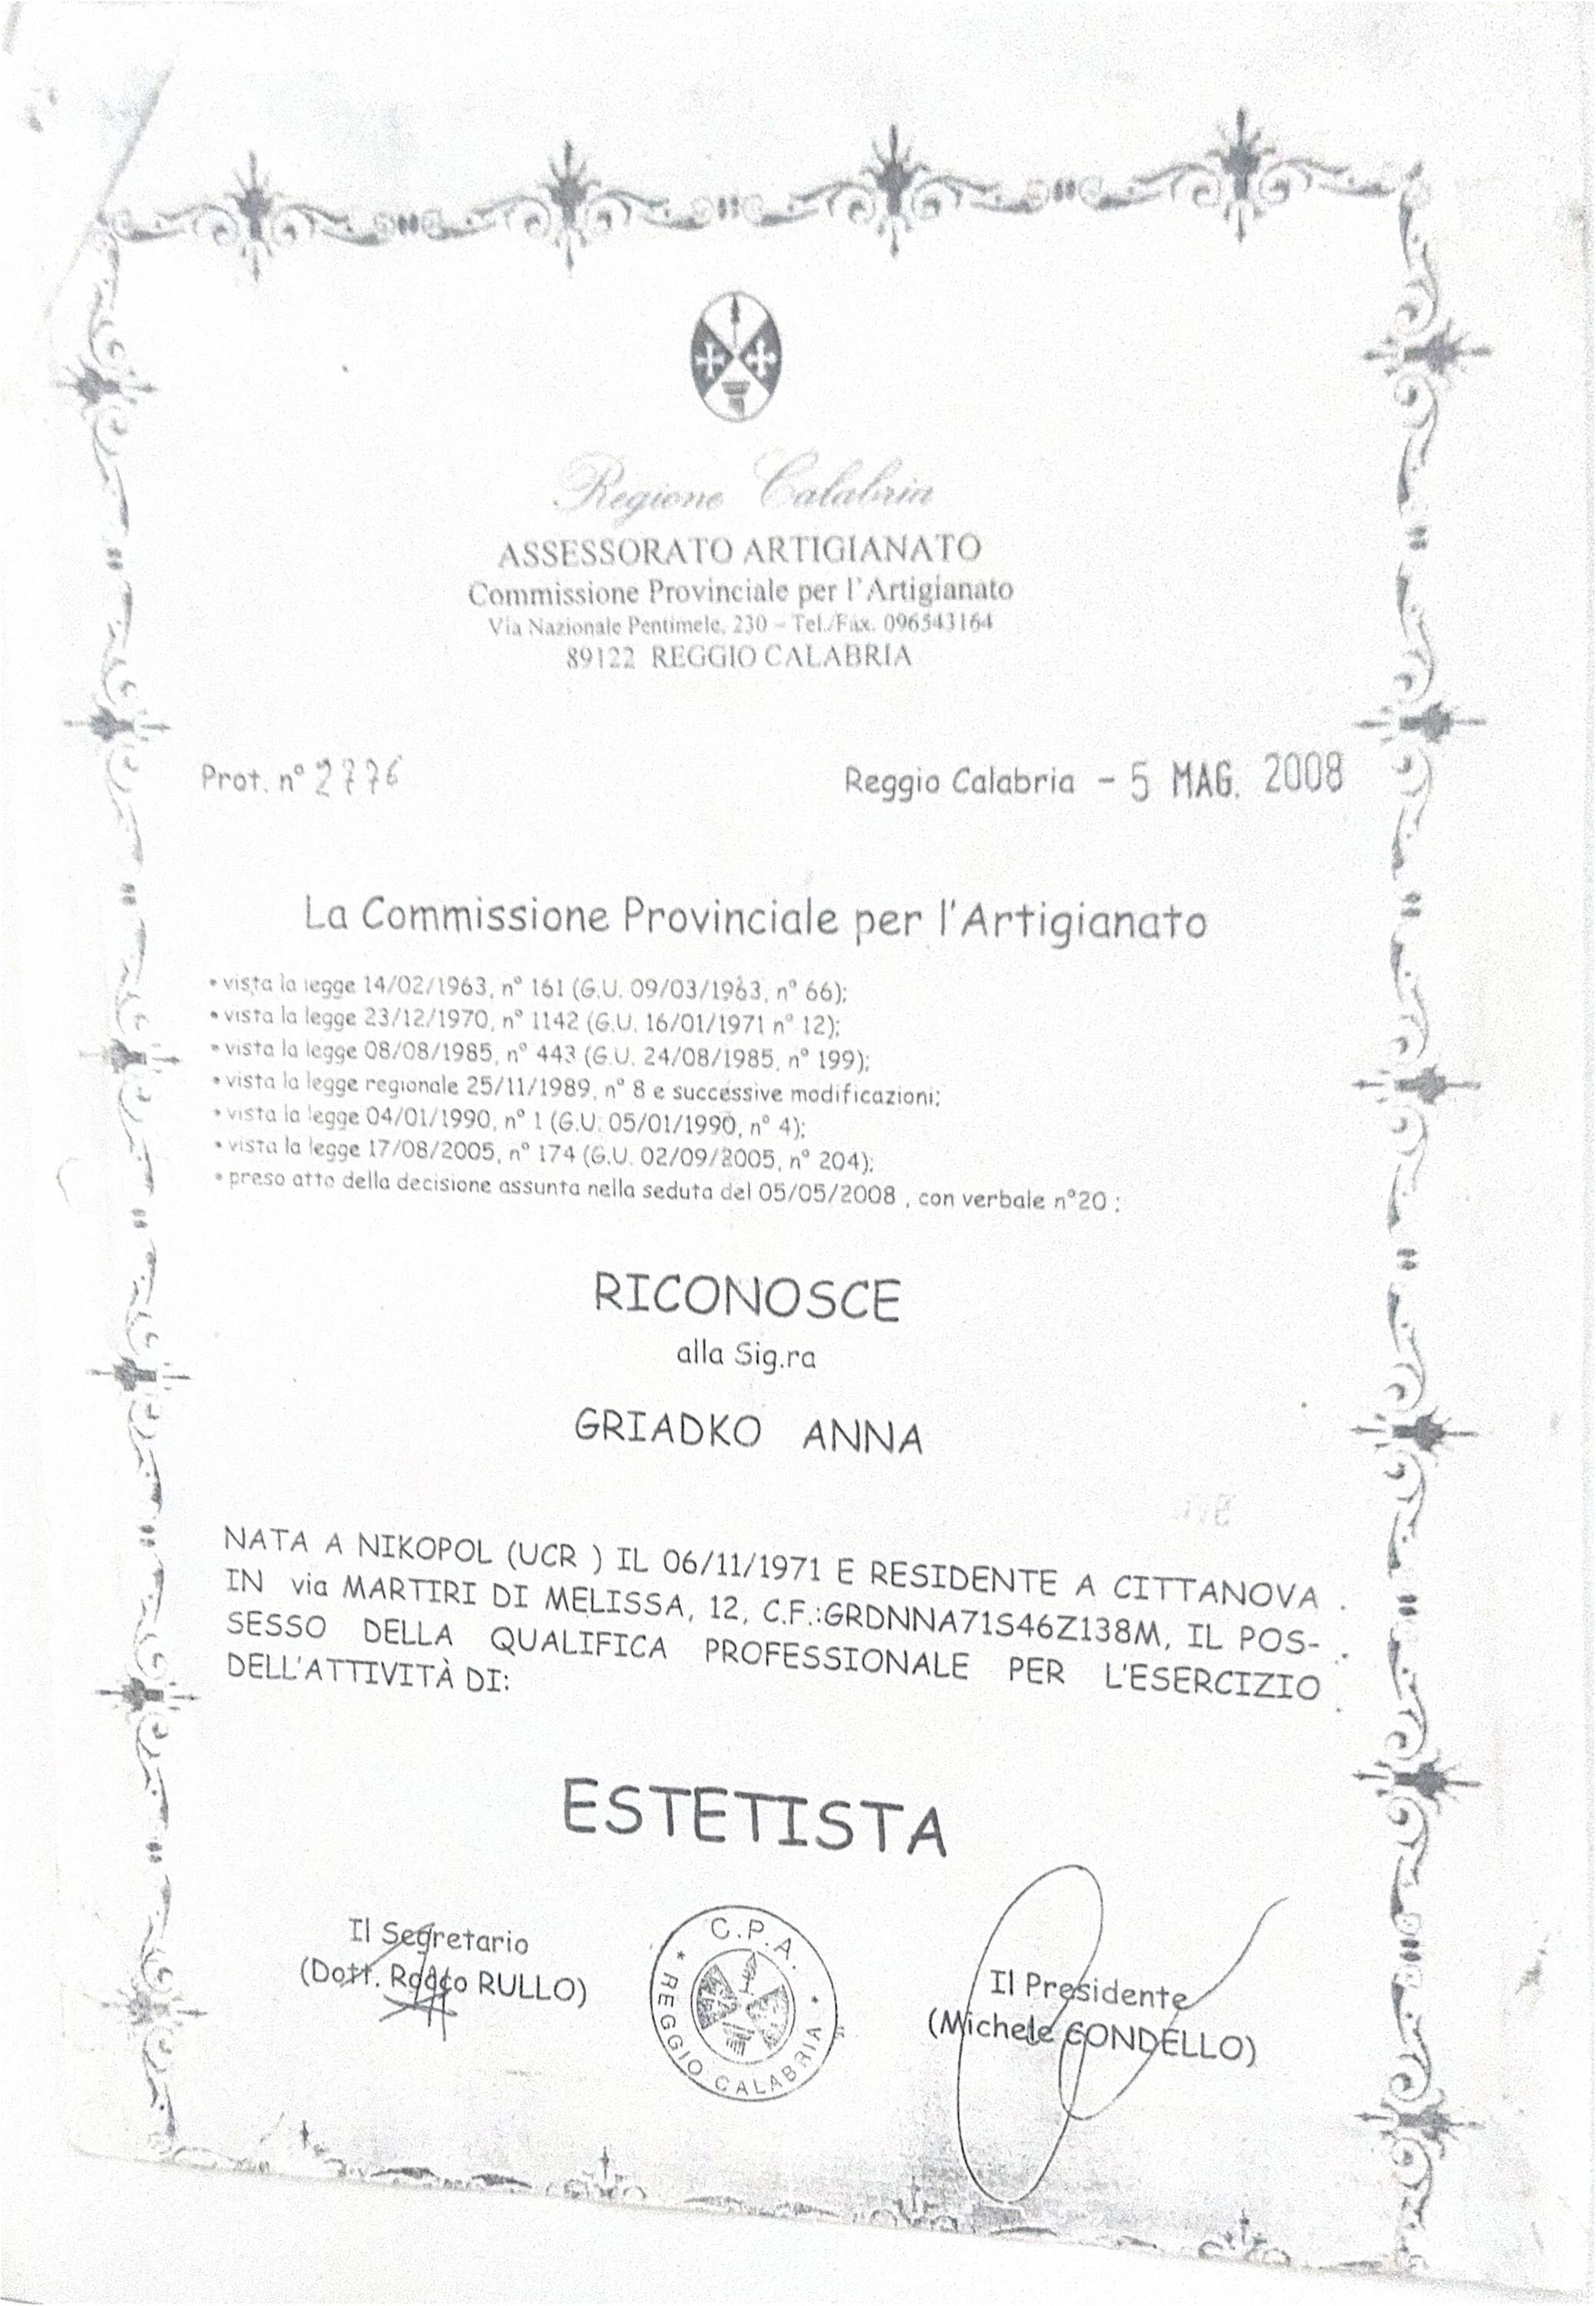 Regione Calabria
ASSESSORATO ARTIGIANATO
Commissione Provinciale per l'Artigianato
Via Nazionale Pentimele, 230 – Tel./Fax. 096543164
89122 REGGIO CALABRIA
Prot. n° 2776 Reggio Calabria - 5 MAG. 2008
La Commissione Provinciale per l'Artigianato
• vista la legge 14/02/1963, n° 161 (G.U. 09/03/1963, n° 66);
• vista la legge 23/12/1970, n° 1142 (G.U. 16/01/1971 n° 12);
• vista la legge 08/08/1985, n° 443 (G.U. 24/08/1985, n° 199);
• vista la legge regionale 25/11/1989, n° 8 e successive modificazioni;
• vista la legge 04/01/1990, n° 1 (G.U. 05/01/1990, n° 4);
• vista la legge 17/08/2005, n° 174 (G.U. 02/09/2005, n° 204);
• preso atto della decisione assunta nella seduta del 05/05/2008 , con verbale n°20 :
RICONOSCE
alla Sig.ra
GRIADKO ANNA
NATA A NIKOPOL (UCR ) IL 06/11/1971 E RESIDENTE A CITTANOVA
IN via MARTIRI DI MELISSA, 12, C.F.:GRDNNA71S46Z138M, IL POS-
SESSO DELLA QUALIFICA PROFESSIONALE PER L'ESERCIZIO
DELL'ATTIVITÀ DI:
ESTETISTA
Il Segretario
(Dott. Rocco RULLO)
C.P.A.
REGGIO CALABRIA
Il Presidente
(Michele CONDELLO)